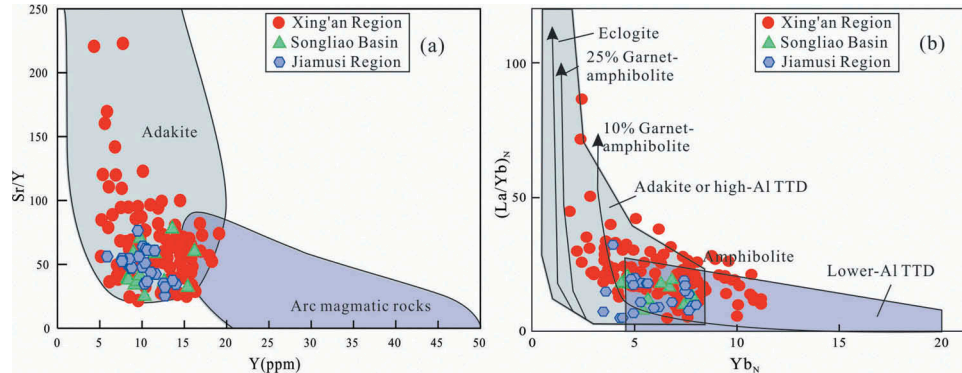 250
200
150
100
50
0
Sr/Y
0 5 10 15 20 25 30 35 40 45 50
Y(ppm)
Xing'an Region
Songliao Basin
Jiamusi Region
(a)
Adakite
Arc magmatic rocks
100
50
0
(La/Yb)N
0 5 10 15 20
YbN
Eclogite
25% Garnet-
amphibolite
10% Garnet-
amphibolite
Xing'an Region
Songliao Basin
Jiamusi Region
(b)
Adakite or high-Al TTD
Amphibolite
Lower-Al TTD